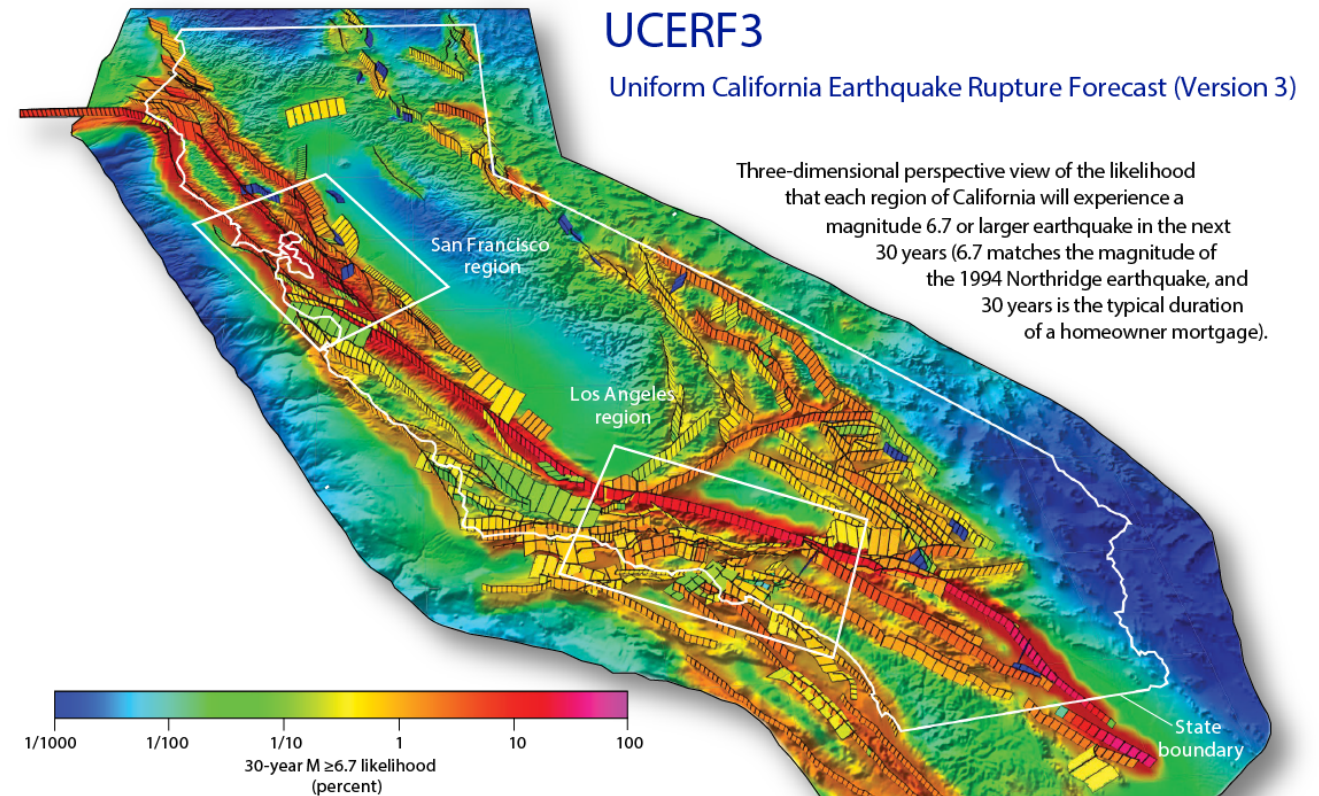 UCERF3
Uniform California Earthquake Rupture Forecast (Version 3)
Three-dimensional perspective view of the likelihood
that each region of California will experience a
magnitude 6.7 or larger earthquake in the next
30 years (6.7 matches the magnitude of
the 1994 Northridge earthquake, and
30 years is the typical duration
of a homeowner mortgage).
San Francisco
region
Los Angeles
region
State
boundary
1/1000 1/100 1/10 1 10 100
30-year M ≥6.7 likelihood
(percent)